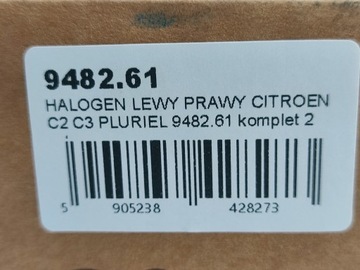 9482.61
HALOGEN LEWY PRAWY CITROEN
C2 C3 PLURIEL 9482.61 komplet 2
5 905238 428273